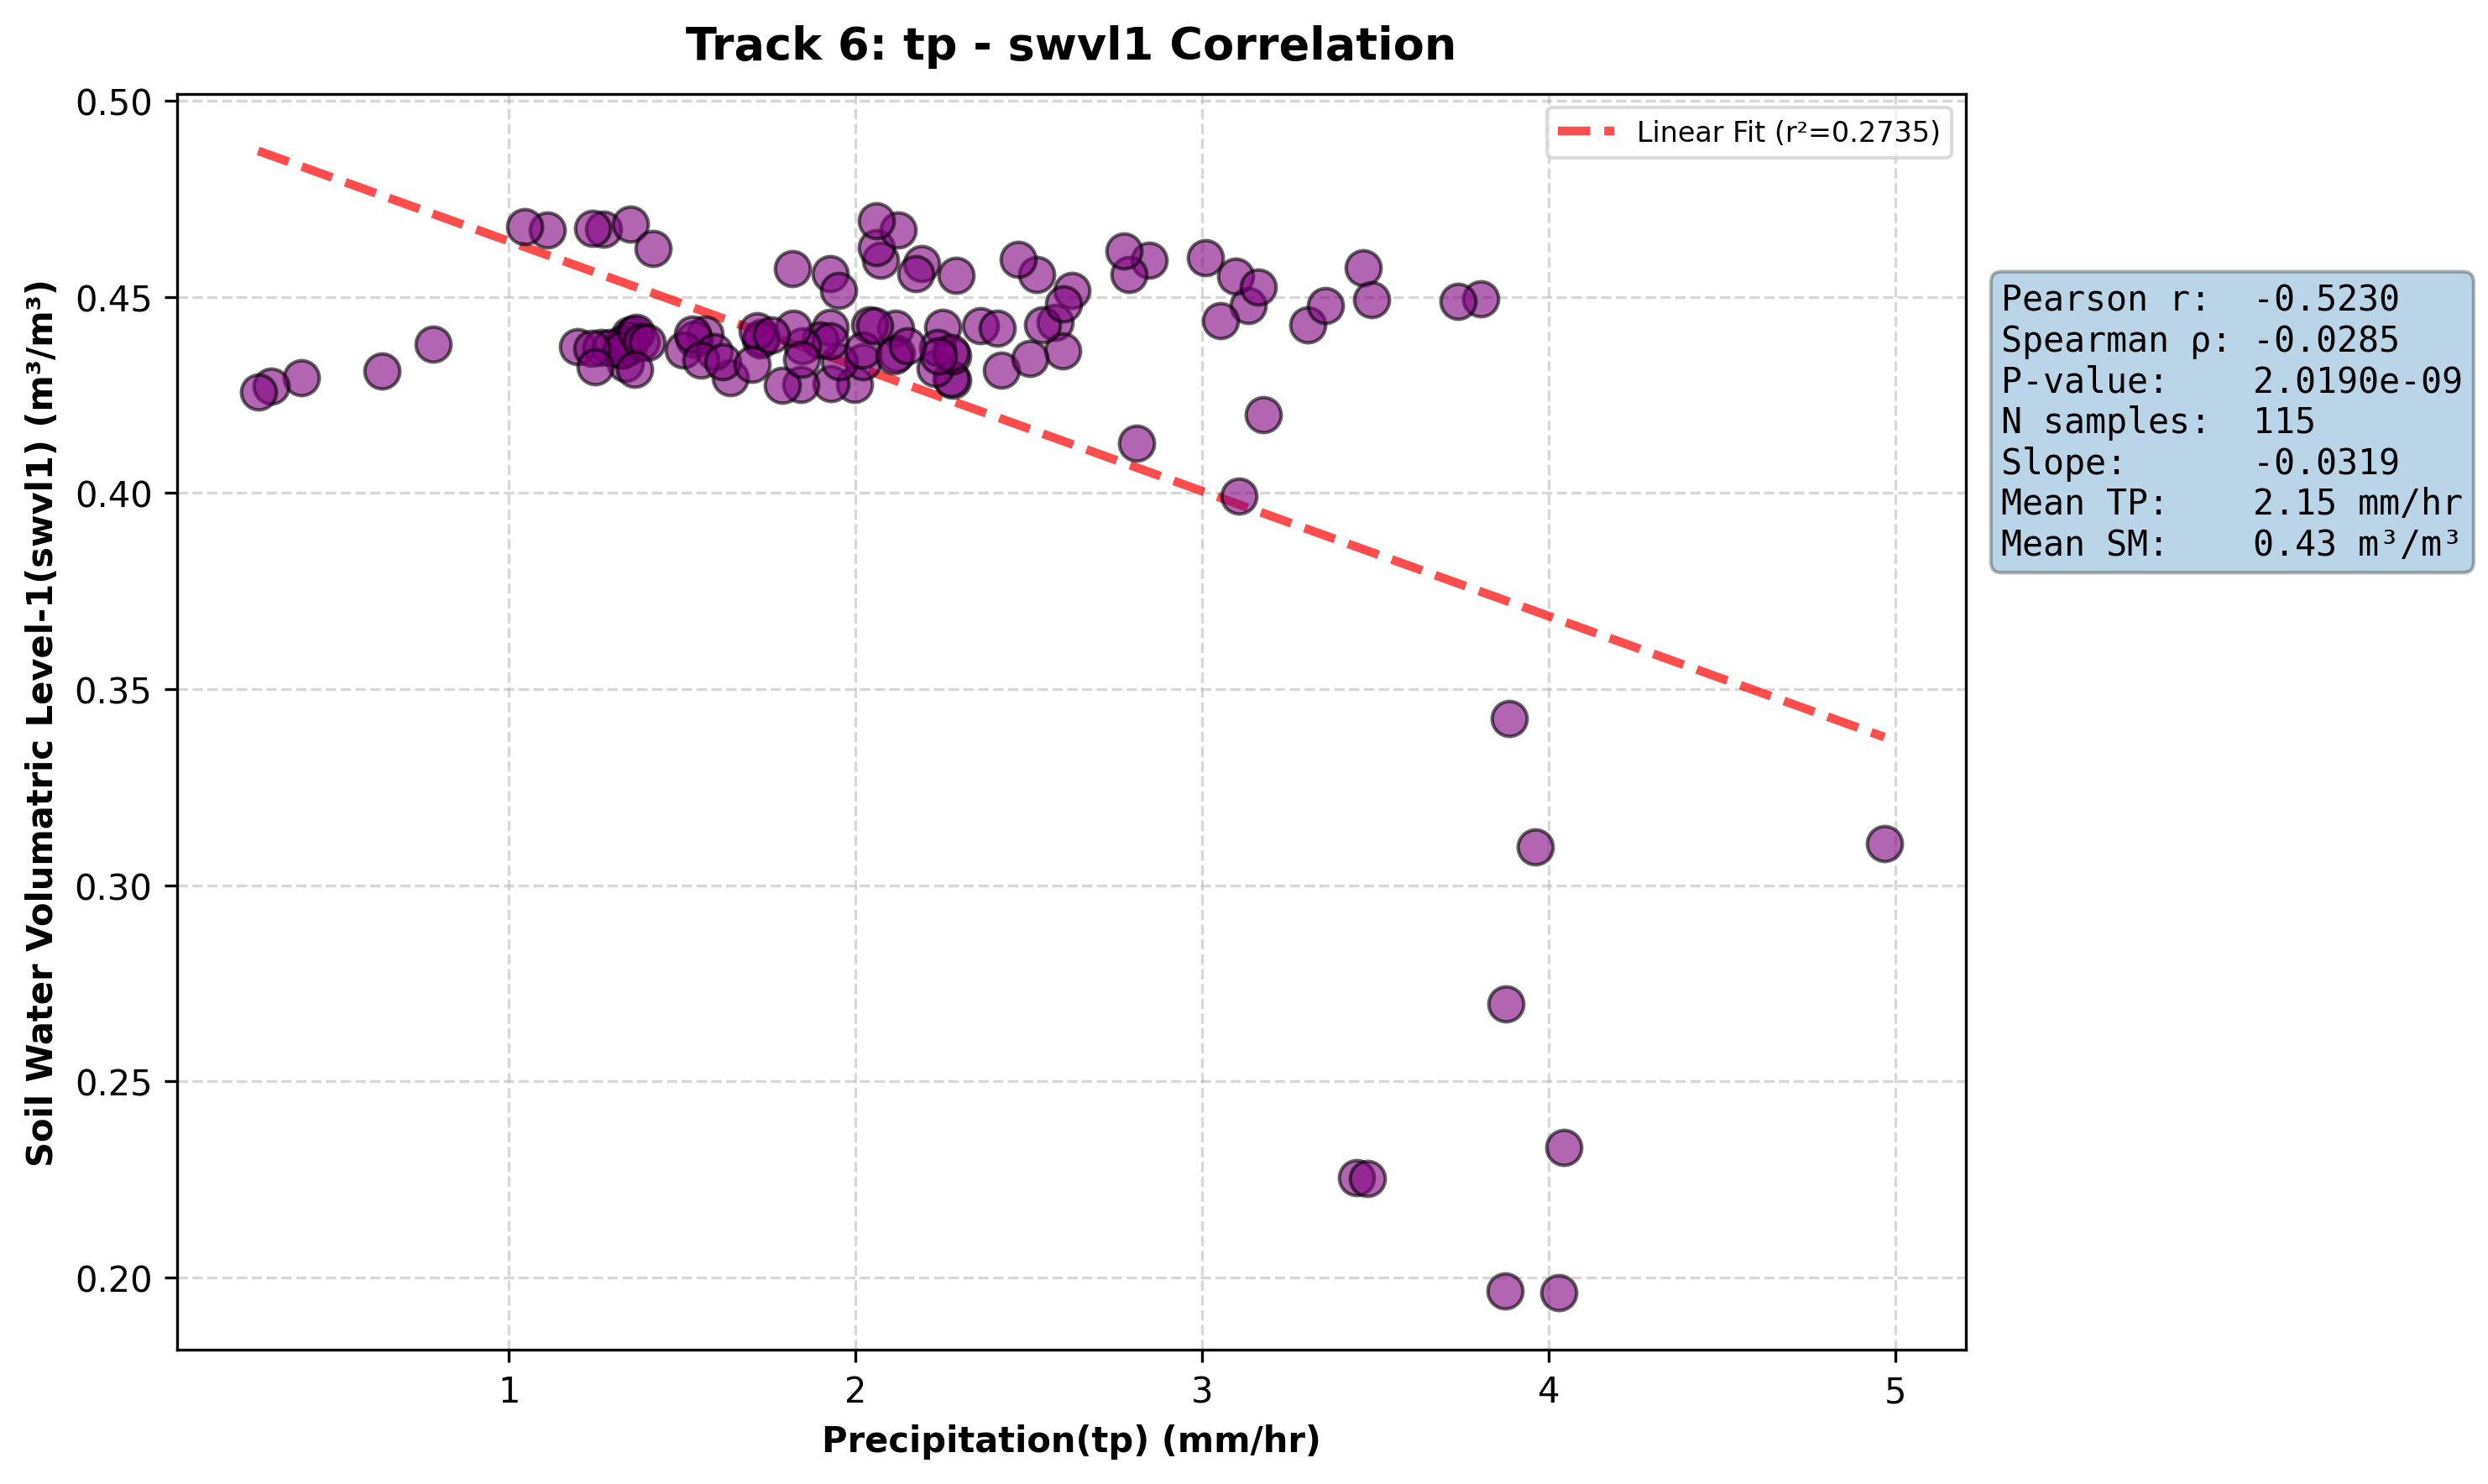 Track 6: tp - swvl1 Correlation
Soil Water Volumatric Level-1(swvl1) (m³/m³)
0.50
0.45
0.40
0.35
0.30
0.25
0.20
Linear Fit (r²=0.2735)
1
2
3
4
5
Precipitation(tp) (mm/hr)
Pearson r: -0.5230
Spearman ρ: -0.0285
P-value: 2.0190e-09
N samples: 115
Slope: -0.0319
Mean TP: 2.15 mm/hr
Mean SM: 0.43 m³/m³